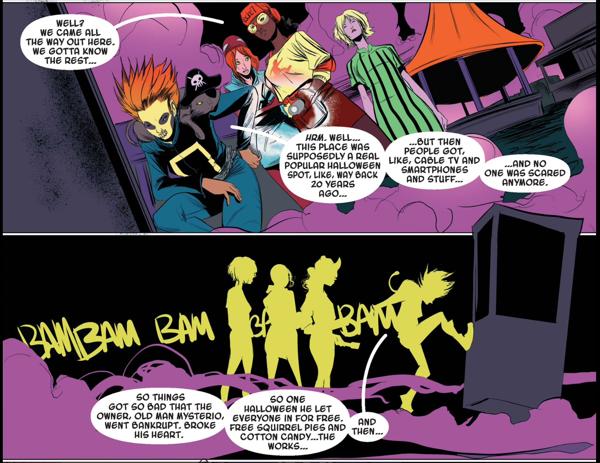 WELL?
WE CAME ALL
THE WAY OUT HERE.
WE GOTTA KNOW
THE REST...
HRM. WELL...
THIS PLACE WAS
SUPPOSEDLY A REAL
POPULAR HALLOWEEN
SPOT, LIKE, WAY BACK
20 YEARS
AGO...
...BUT THEN
PEOPLE GOT,
LIKE, CABLE TV AND
SMARTPHONES
AND STUFF...
...AND NO
ONE WAS SCARED
ANYMORE.
BAM BAM BAM BA BAM
SO THINGS
GOT SO BAD THAT THE
OWNER, OLD MAN MYSTERIO,
WENT BANKRUPT. BROKE
HIS HEART.
SO ONE
HALLOWEEN HE LET
EVERYONE IN FOR FREE.
FREE SQUIRREL PIES AND
COTTON CANDY...THE
WORKS...
AND
THEN...